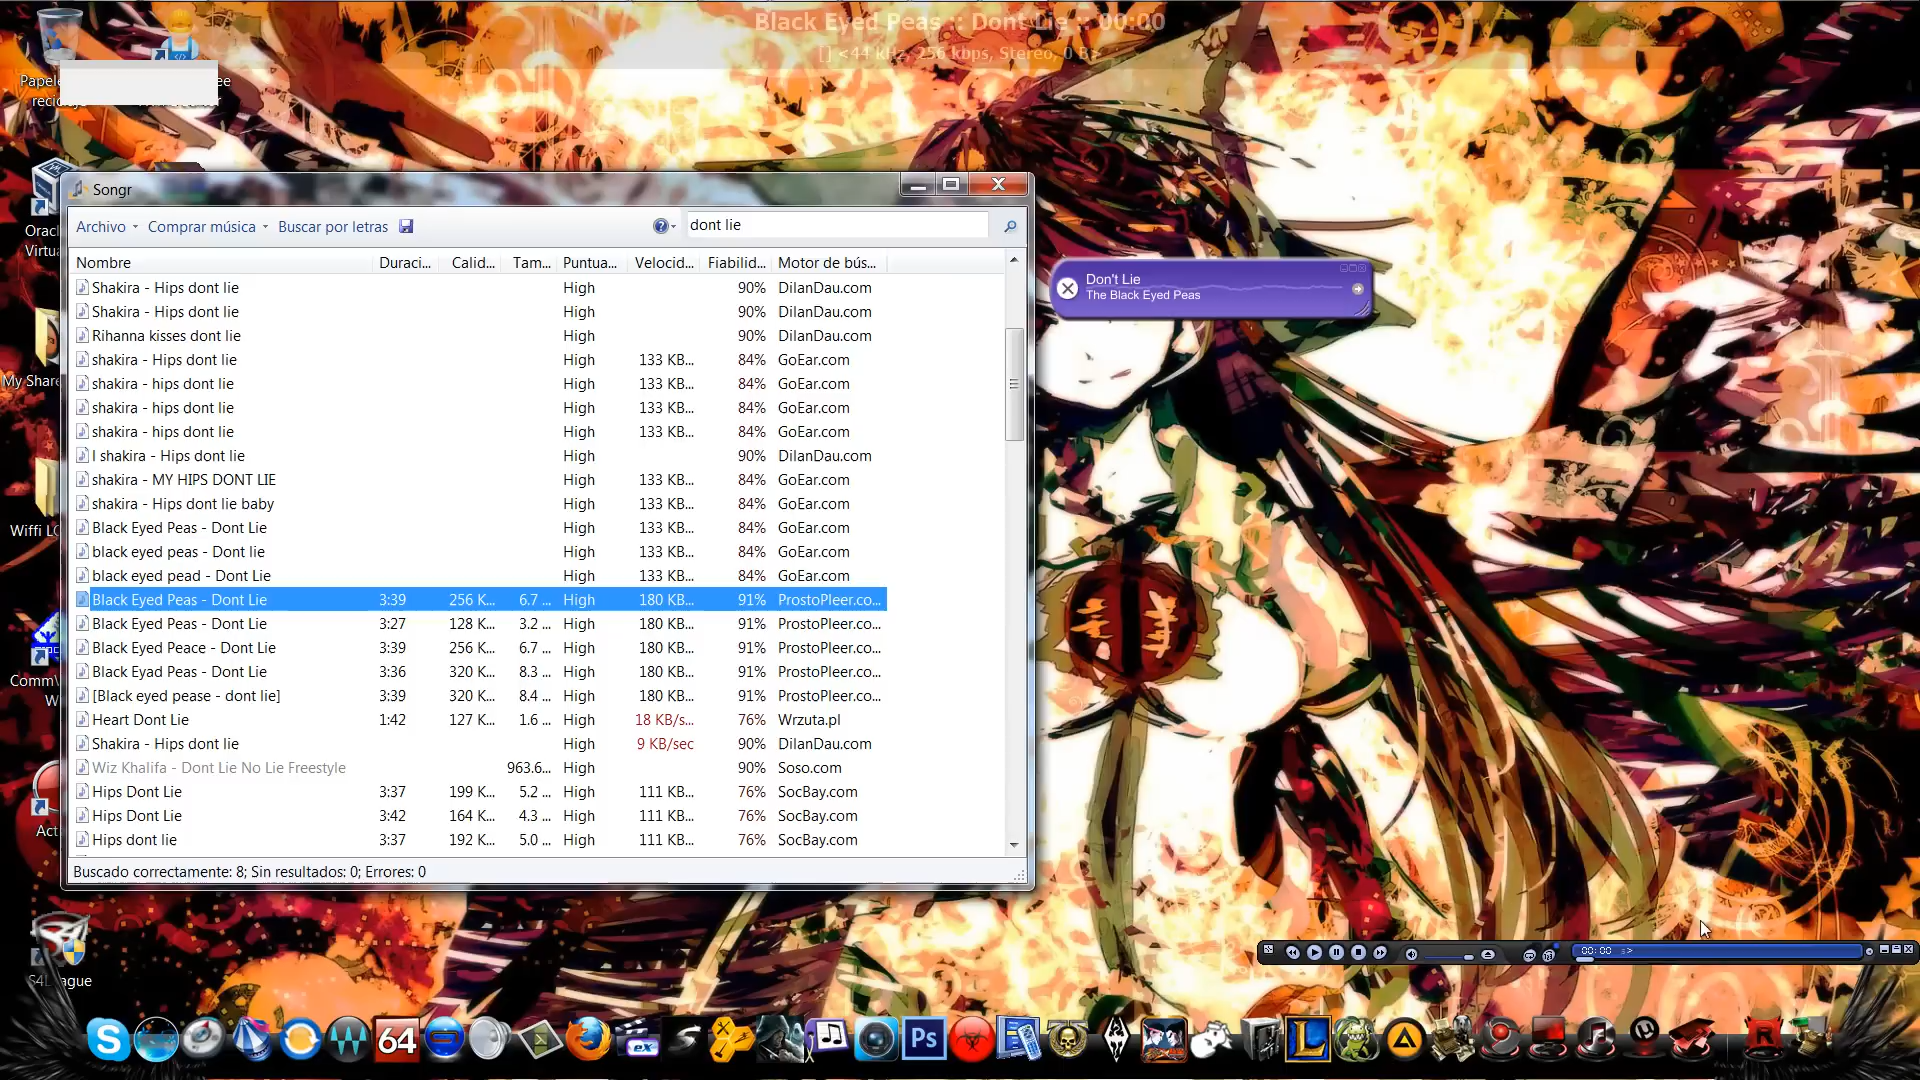 Black Eyed Peas :: Dont Lie :: 00:00
[] <44 kHz, 256 kbps, Stereo, 0 B>
Songr
Archivo Comprar música Buscar por letras dont lie
Nombre Duraci... Calid... Tam... Puntua... Velocid... Fiabilid... Motor de bús...
Shakira - Hips dont lie High 90% DilanDau.com
Shakira - Hips dont lie High 90% DilanDau.com
Rihanna kisses dont lie High 90% DilanDau.com
shakira - Hips dont lie High 133 KB... 84% GoEar.com
shakira - hips dont lie High 133 KB... 84% GoEar.com
shakira - hips dont lie High 133 KB... 84% GoEar.com
shakira - hips dont lie High 133 KB... 84% GoEar.com
I shakira - Hips dont lie High 90% DilanDau.com
shakira - MY HIPS DONT LIE High 133 KB... 84% GoEar.com
shakira - Hips dont lie baby High 133 KB... 84% GoEar.com
Black Eyed Peas - Dont Lie High 133 KB... 84% GoEar.com
black eyed peas - Dont Lie High 133 KB... 84% GoEar.com
black eyed pead - Dont Lie High 133 KB... 84% GoEar.com
Black Eyed Peas - Dont Lie 3:39 256 K... 6.7 ... High 180 KB... 91% ProstoPleer.co...
Black Eyed Peas - Dont Lie 3:27 128 K... 3.2 ... High 180 KB... 91% ProstoPleer.co...
Black Eyed Peace - Dont Lie 3:39 256 K... 6.7 ... High 180 KB... 91% ProstoPleer.co...
Black Eyad Peas - Dont Lie 3:36 320 K... 8.3 ... High 180 KB... 91% ProstoPleer.co...
[Black eyed pease - dont lie] 3:39 320 K... 8.4 ... High 180 KB... 91% ProstoPleer.co...
Heart Dont Lie 1:42 127 K... 1.6 ... High 18 KB/s... 76% Wrzuta.pl
Shakira - Hips dont lie High 9 KB/sec 90% DilanDau.com
Wiz Khalifa - Dont Lie No Lie Freestyle 963.6... High 90% Soso.com
Hips Dont Lie 3:37 199 K... 5.2 ... High 111 KB... 76% SocBay.com
Hips Dont Lie 3:42 164 K... 4.3 ... High 111 KB... 76% SocBay.com
Hips dont lie 3:37 192 K... 5.0 ... High 111 KB... 76% SocBay.com
Buscado correctamente: 8; Sin resultados: 0; Errores: 0
Don't Lie
The Black Eyed Peas
00:00
My Share
64
Ps